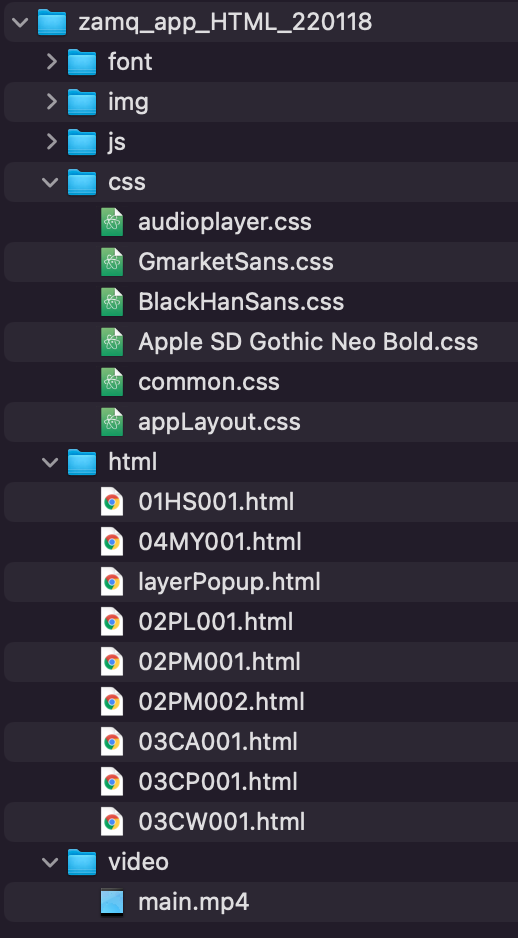 zamq_app_HTML_220118
font
img
js
css
audioplayer.css
GmarketSans.css
BlackHanSans.css
Apple SD Gothic Neo Bold.css
common.css
appLayout.css
html
01HS001.html
04MY001.html
layerPopup.html
02PL001.html
02PM001.html
02PM002.html
03CA001.html
03CP001.html
03CW001.html
video
main.mp4